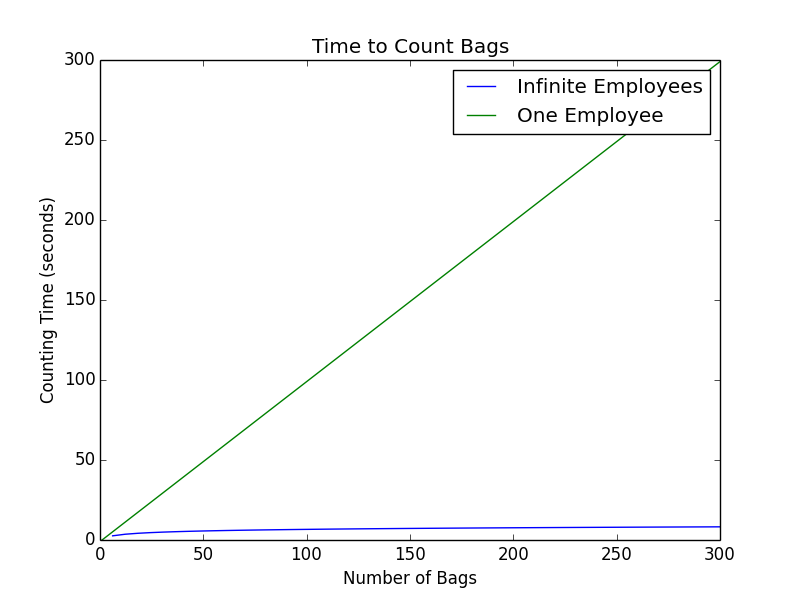 Time to Count Bags
Infinite Employees
One Employee
300
250
200
150
100
50
0
Counting Time (seconds)
0 50 100 150 200 250 300
Number of Bags